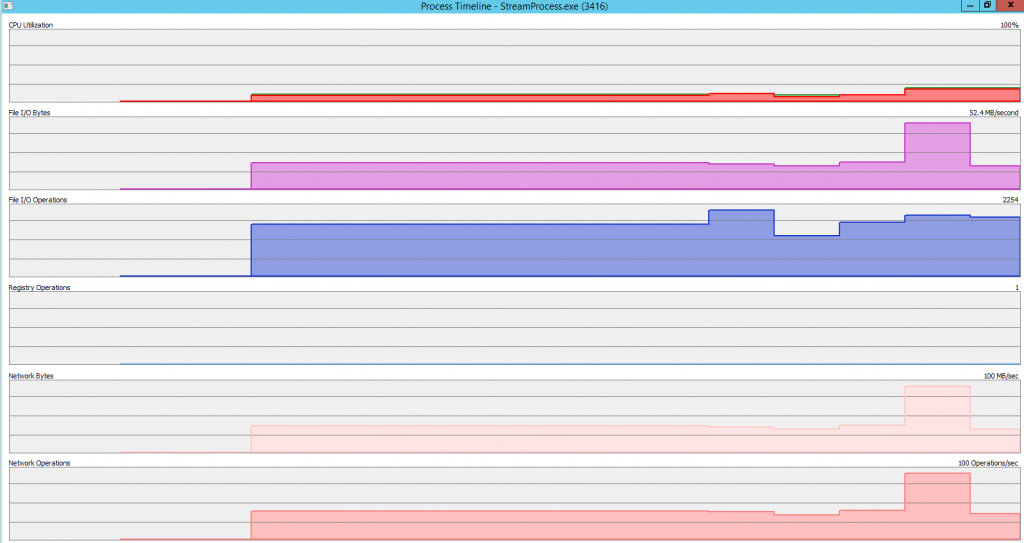 Process Timeline - StreamProcess.exe (3416)
CPU Utilization 100%
File I/O Bytes 52.4 MB/second
File I/O Operations 2254
Registry Operations 1
Network Bytes 100 MB/sec
Network Operations 100 Operations/sec